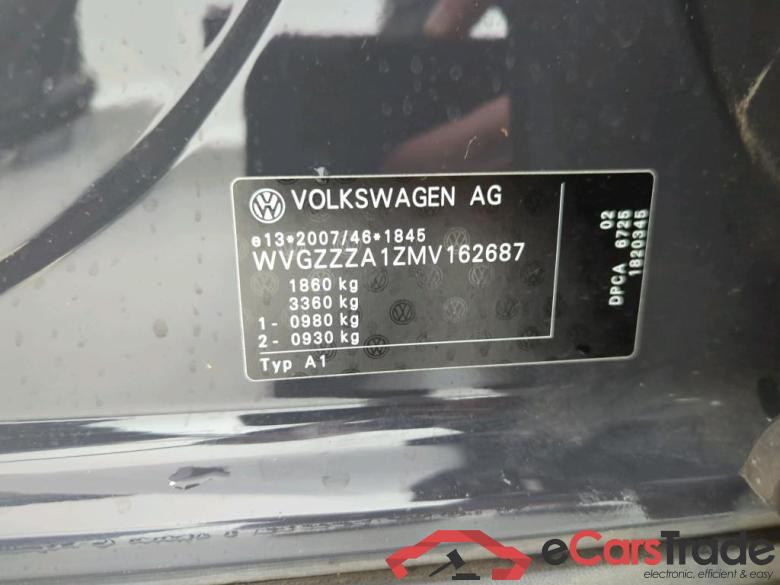 VOLKSWAGEN AG
e13*2007/46*1845
WVGZZZA1ZMV162687
1860 kg
3360 kg
1- 0980 kg
2- 0930 kg
Typ A1
02
DPCA 6725
1820345
eCarsTrade
electronic, efficient & easy